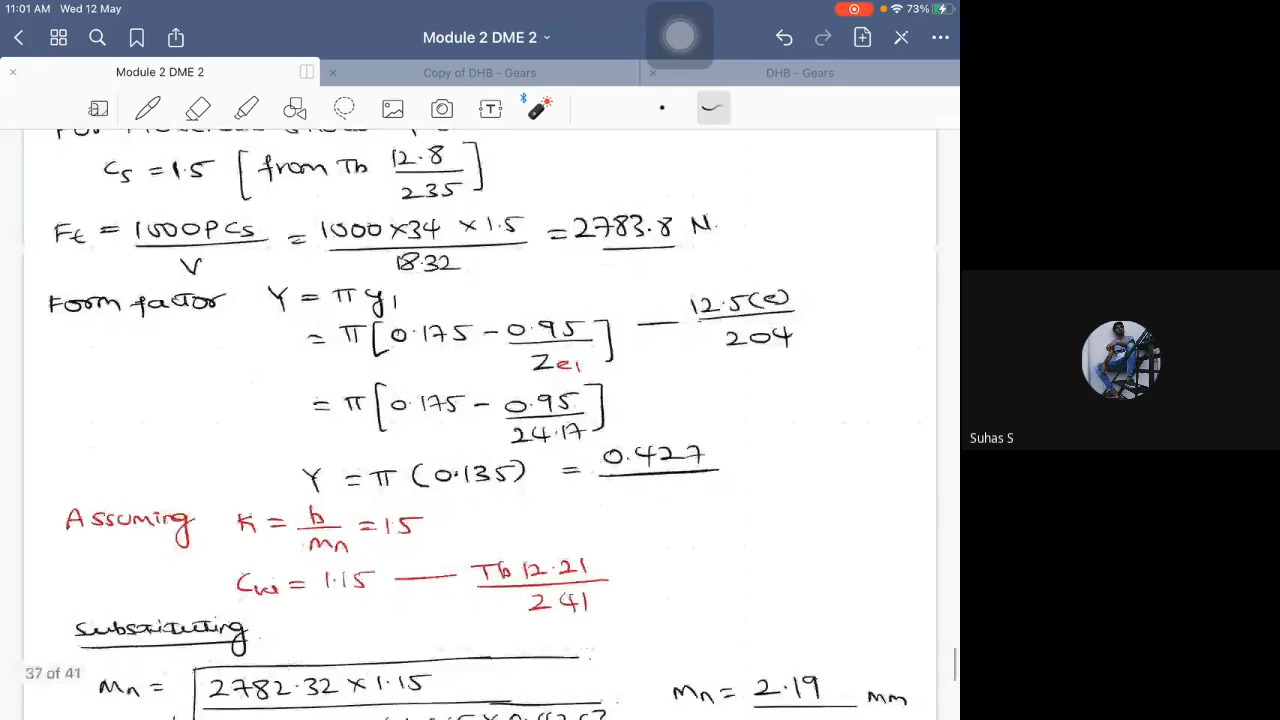 11:01 AM Wed 12 May
73%
Module 2 DME 2
Module 2 DME 2
Copy of DHB - Gears
DHB - Gears
Cs = 1.5 [from Tb 12.8/235]
Ft = 1000PCs/V = 1000 × 34 × 1.5/18.32 = 2783.8 N.
Form factor Y = π y1
= π [0.175 - 0.95/Ze1] — 12.5(c)/204
= π [0.175 - 0.95/24.17]
Y = π (0.135) = 0.427
Assuming K = b/mn = 15
Cw = 1.15 — Tb 12.21/241
Substituting
37 of 41
mn = 2782.32 × 1.15
mn = 2.19 mm
Suhas S